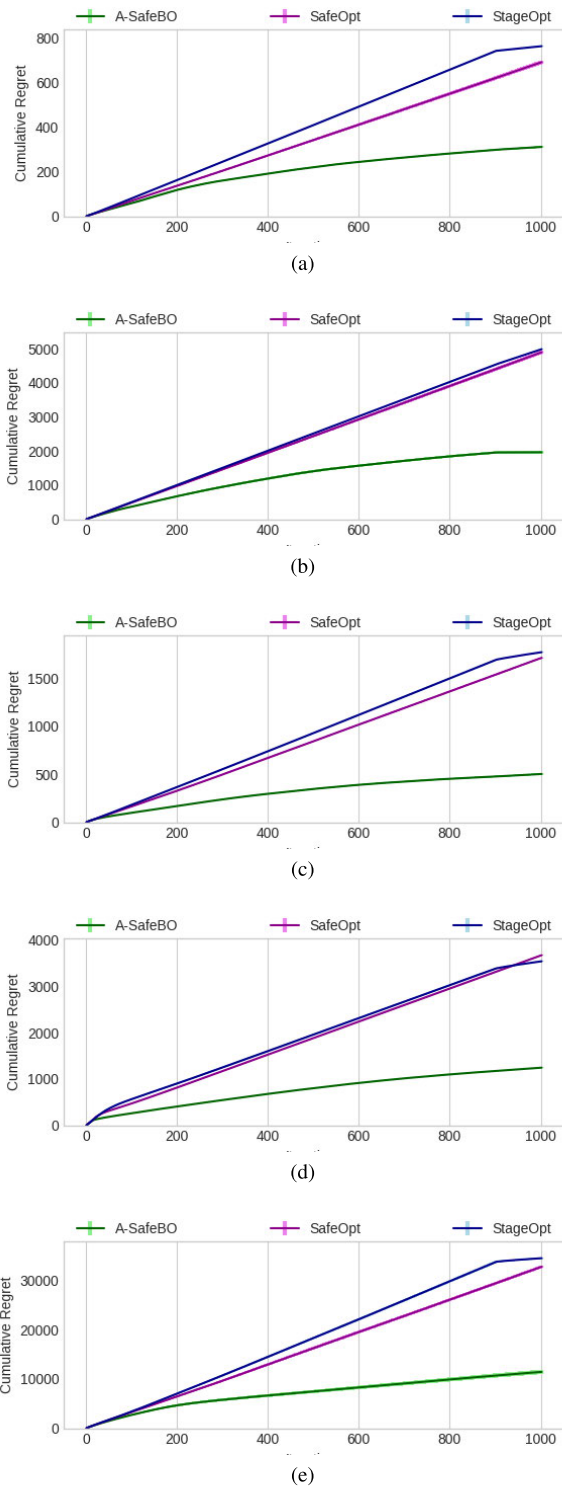 A-SafeBO SafeOpt StageOpt
800
600
400
200
0
Cumulative Regret
0 200 400 600 800 1000
(a)
A-SafeBO SafeOpt StageOpt
5000
4000
3000
2000
1000
0
Cumulative Regret
0 200 400 600 800 1000
(b)
A-SafeBO SafeOpt StageOpt
1500
1000
500
0
Cumulative Regret
0 200 400 600 800 1000
(c)
A-SafeBO SafeOpt StageOpt
4000
3000
2000
1000
0
Cumulative Regret
0 200 400 600 800 1000
(d)
A-SafeBO SafeOpt StageOpt
30000
20000
10000
0
Cumulative Regret
0 200 400 600 800 1000
(e)